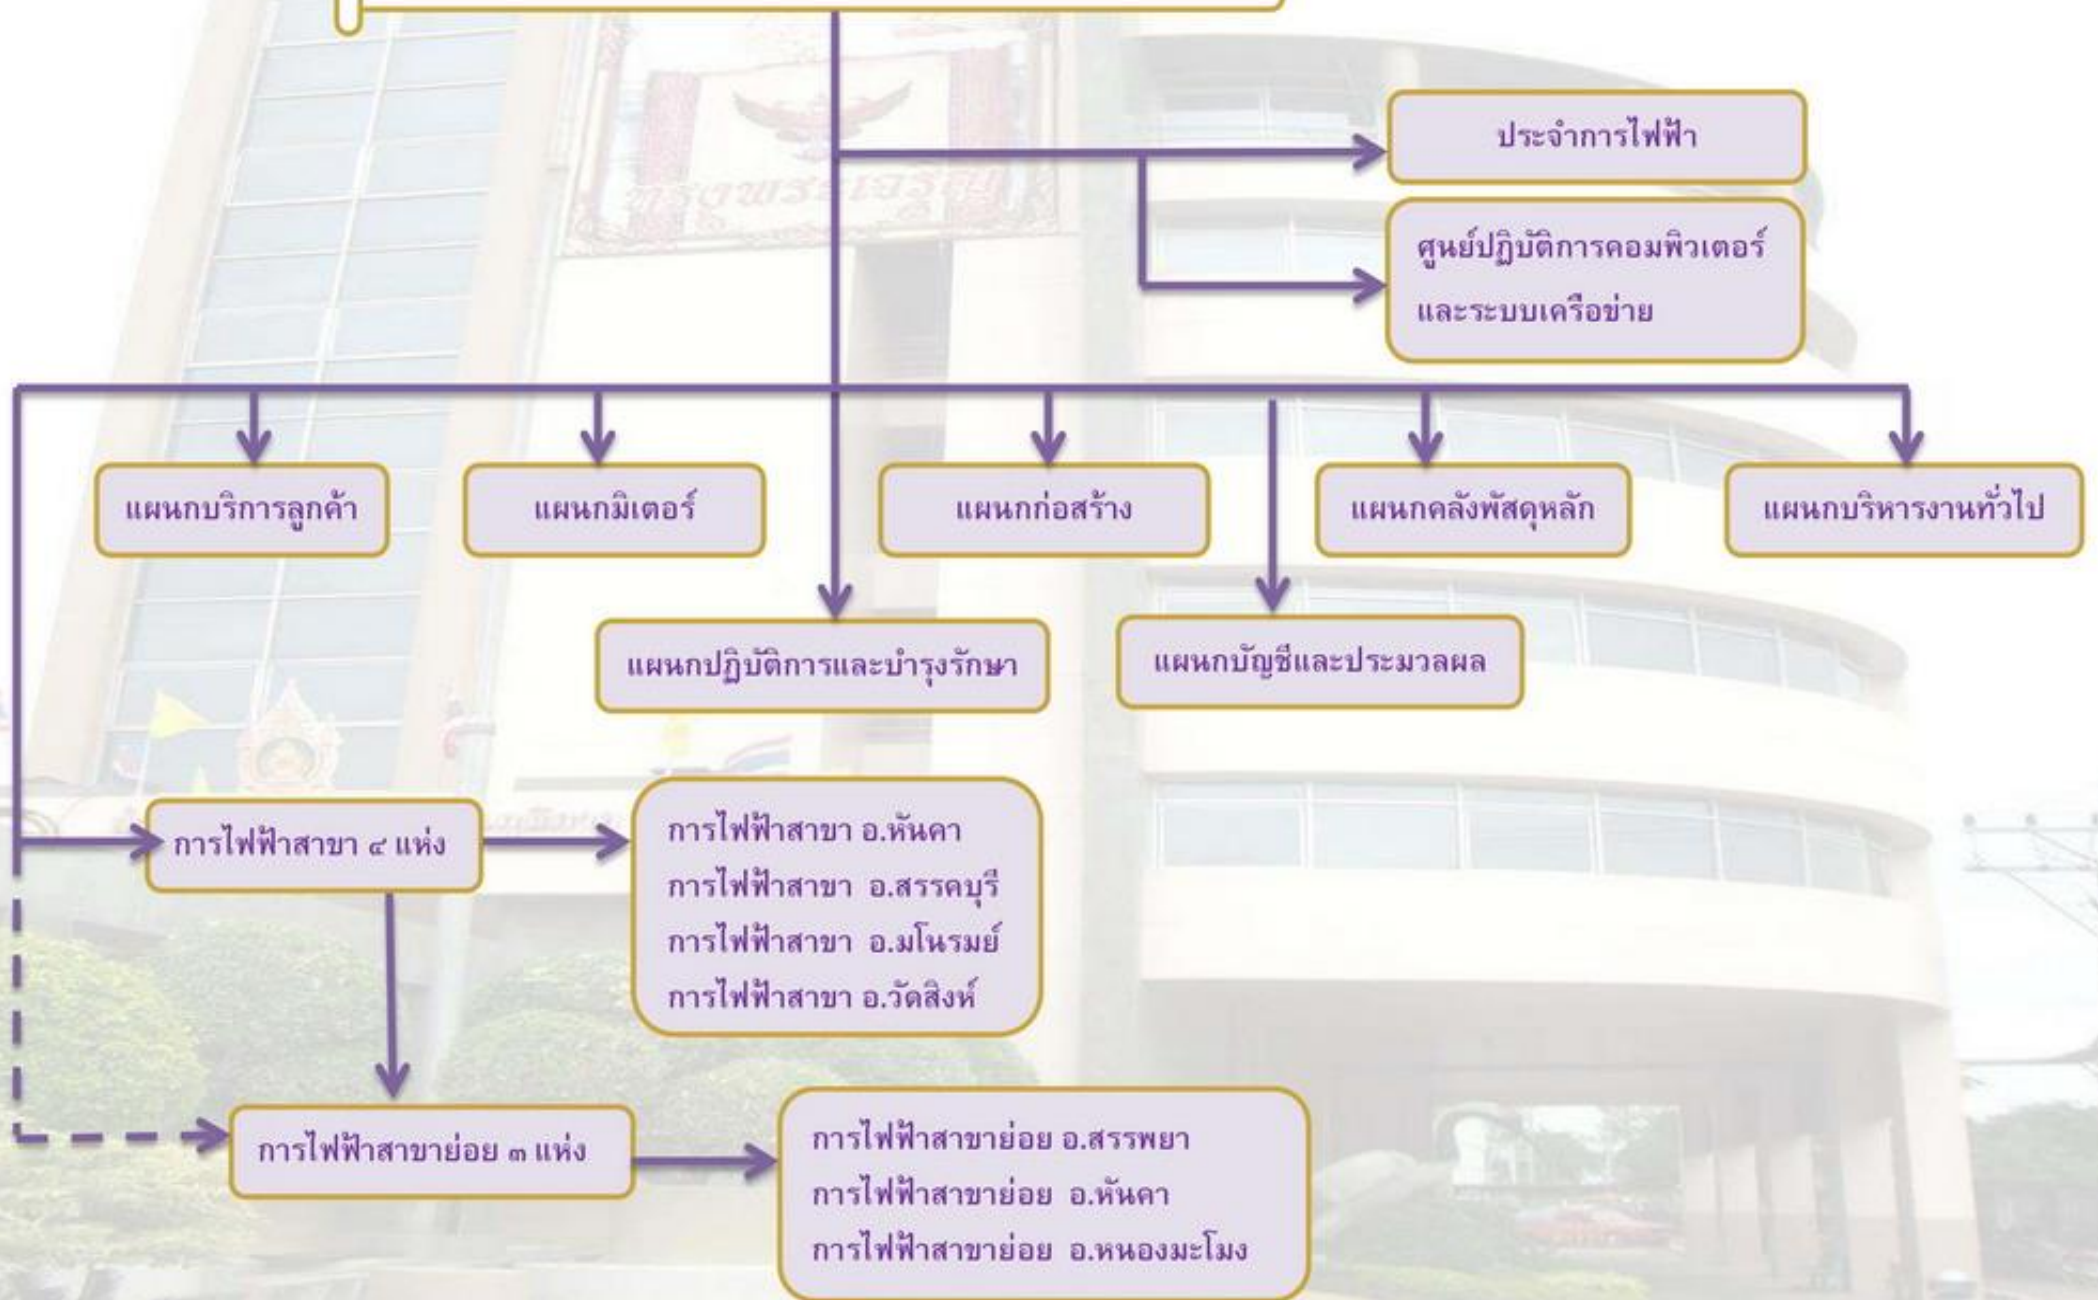 ทรงพระเจริญ
ประจำการไฟฟ้า
ศูนย์ปฏิบัติการคอมพิวเตอร์
และระบบเครือข่าย
แผนกบริการลูกค้า
แผนกมิเตอร์
แผนกก่อสร้าง
แผนกคลังพัสดุหลัก
แผนกบริหารงานทั่วไป
แผนกปฏิบัติการและบำรุงรักษา
แผนกบัญชีและประมวลผล
การไฟฟ้าสาขา ๔ แห่ง
การไฟฟ้าสาขา อ.หันคา
การไฟฟ้าสาขา อ.สรรคบุรี
การไฟฟ้าสาขา อ.มโนรมย์
การไฟฟ้าสาขา อ.วัดสิงห์
การไฟฟ้าสาขาย่อย ๓ แห่ง
การไฟฟ้าสาขาย่อย อ.สรรพยา
การไฟฟ้าสาขาย่อย อ.หันคา
การไฟฟ้าสาขาย่อย อ.หนองมะโมง